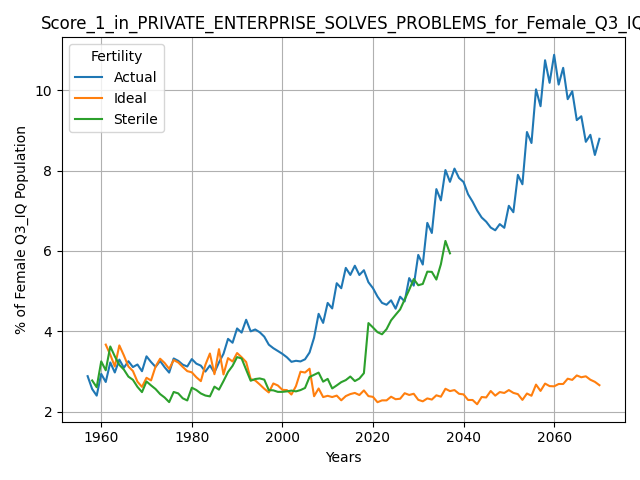 Score_1_in_PRIVATE_ENTERPRISE_SOLVES_PROBLEMS_for_Female_Q3_IQ
Fertility
Actual
Ideal
Sterile
% of Female Q3_IQ Population
10
8
6
4
2
1960 1980 2000 2020 2040 2060
Years